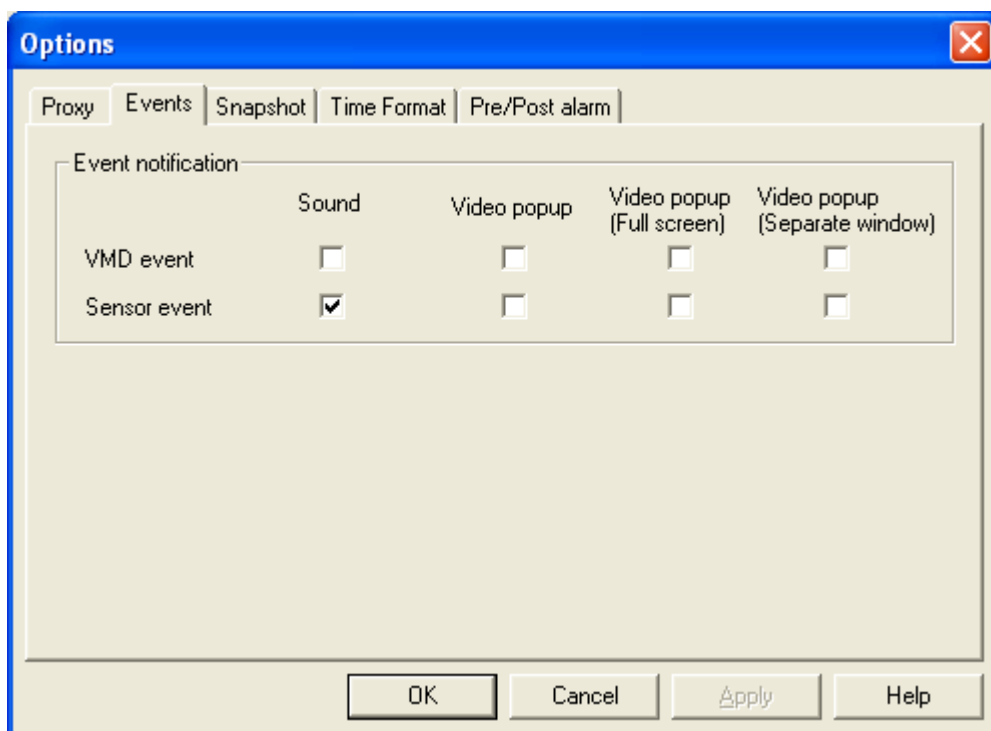 Options
Proxy Events Snapshot Time Format Pre/Post alarm
Event notification
Sound Video popup Video popup (Full screen) Video popup (Separate window)
VMD event
Sensor event
OK Cancel Apply Help